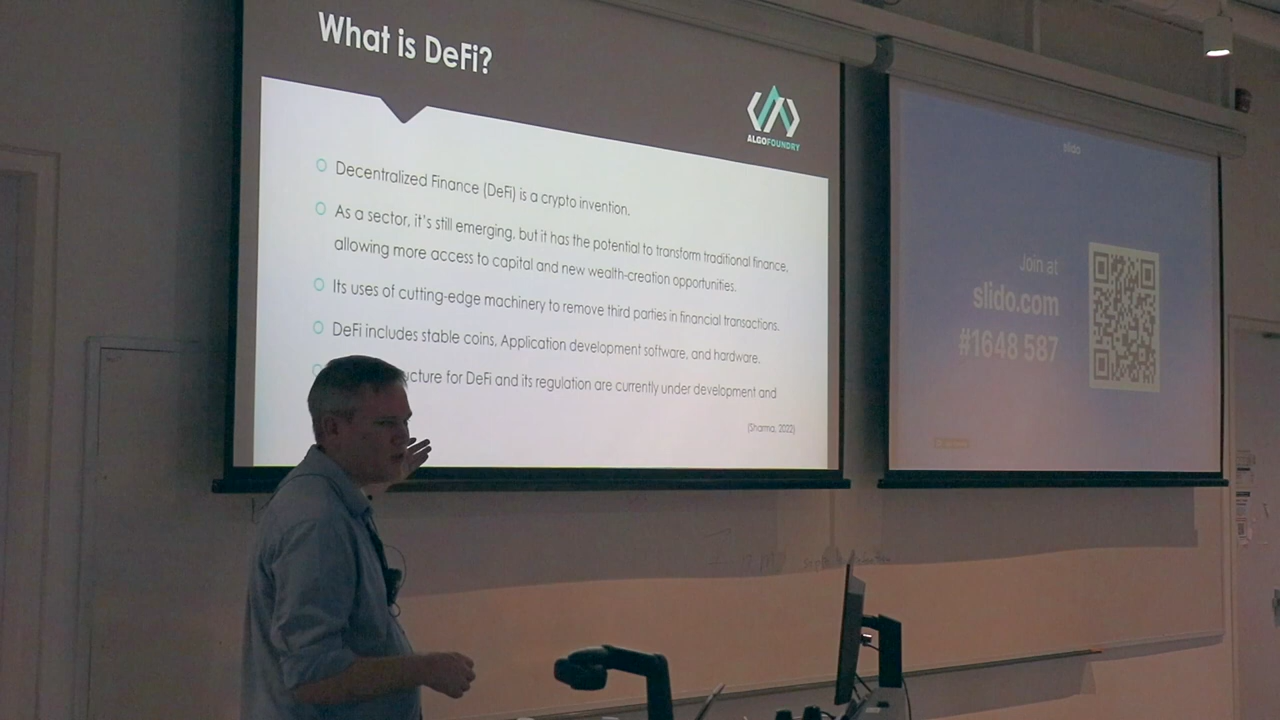 What is DeFi?
ALGOFOUNDRY
Decentralized Finance (DeFi) is a crypto invention.
As a sector, it's still emerging, but it has the potential to transform traditional finance,
allowing more access to capital and new wealth-creation opportunities.
Its uses of cutting-edge machinery to remove third parties in financial transactions.
DeFi includes stable coins, Application development software, and hardware.
ucture for DeFi and its regulation are currently under development and
(Sharma, 2022)
slido
Join at
slido.com
#1648 587